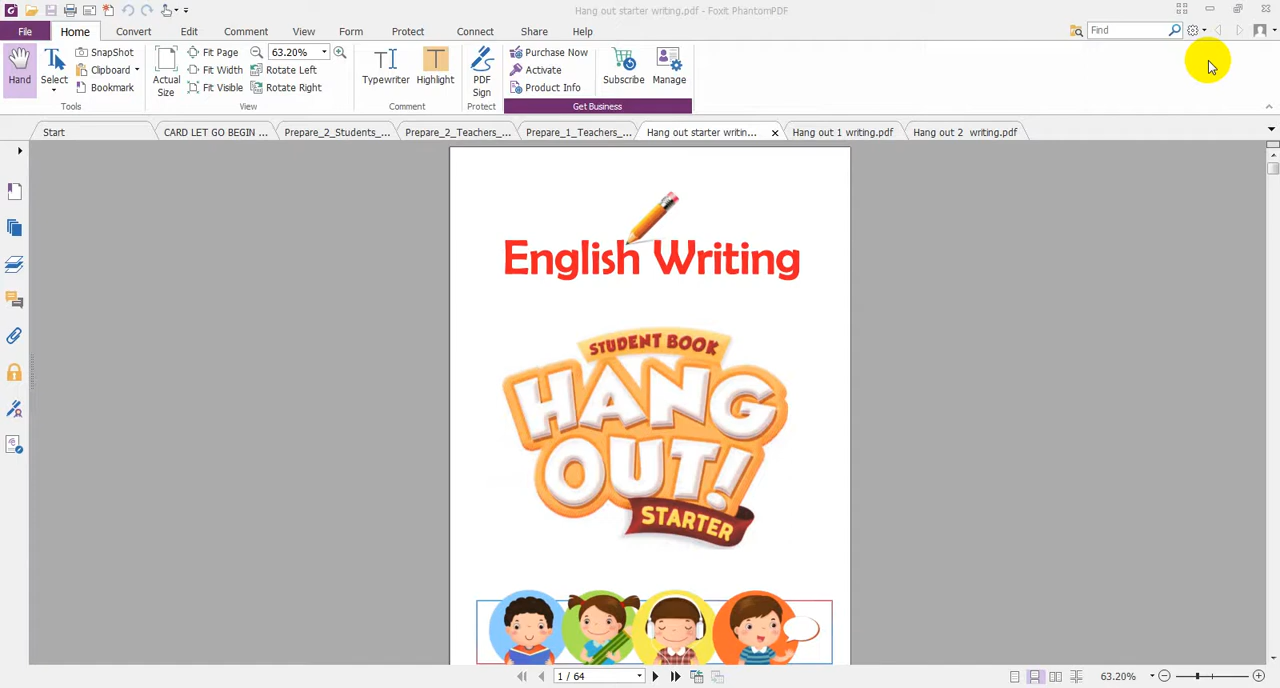 Hang out starter writing.pdf - Foxit PhantomPDF
File Home Convert Edit Comment View Form Protect Connect Share Help
Find
Hand
Select
SnapShot
Clipboard
Bookmark
Tools
Actual Size
Fit Page
Fit Width
Fit Visible
63.20%
Rotate Left
Rotate Right
View
Typewriter
Highlight
Comment
PDF Sign
Protect
Purchase Now
Activate
Product Info
Subscribe
Manage
Get Business
Start
CARD LET GO BEGIN ...
Prepare_2_Students_...
Prepare_2_Teachers_...
Prepare_1_Teachers_...
Hang out starter writin...
Hang out 1 writing.pdf
Hang out 2 writing.pdf
English Writing
STUDENT BOOK
HANG
OUT!
STARTER
1 / 64
63.20%